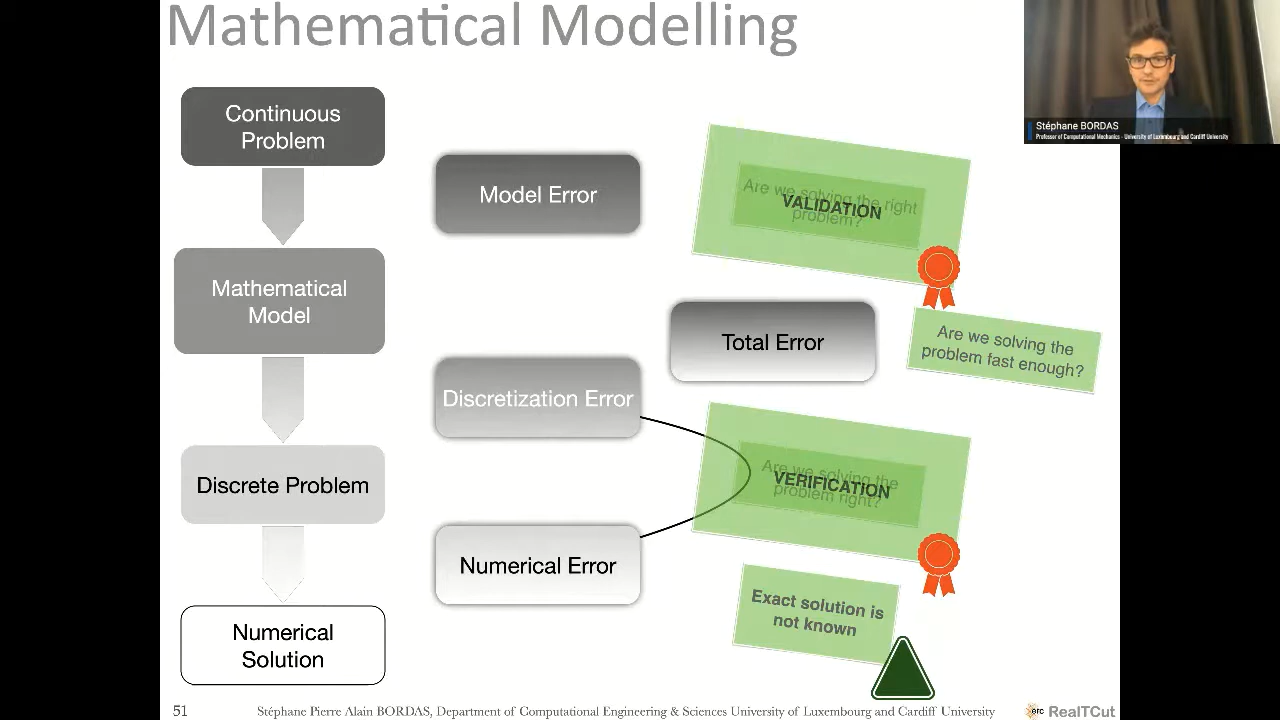 Mathematical Modelling
Continuous
Problem
Model Error
Are we solving the right
problem?
VALIDATION
Mathematical
Model
Total Error
Are we solving the
problem fast enough?
Discretization Error
Discrete Problem
Are we solving the
problem right?
VERIFICATION
Numerical Error
Exact solution is
not known
Numerical
Solution
51
Stéphane Pierre Alain BORDAS, Department of Computational Engineering & Sciences University of Luxembourg and Cardiff University
erc RealTCut
Stéphane BORDAS
Professor of Computational Mechanics - University of Luxembourg and Cardiff University